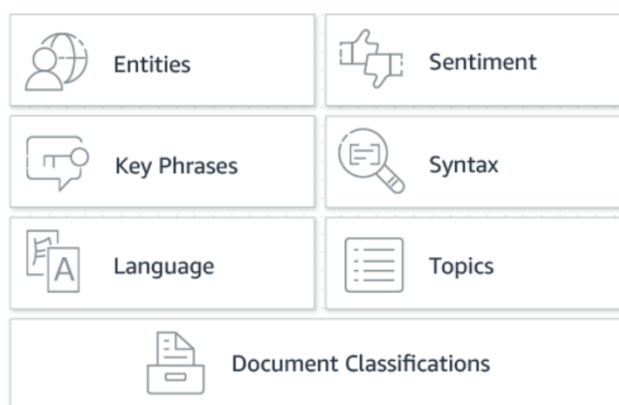 Entities
Sentiment
Key Phrases
Syntax
A
Language
Topics
Document Classifications